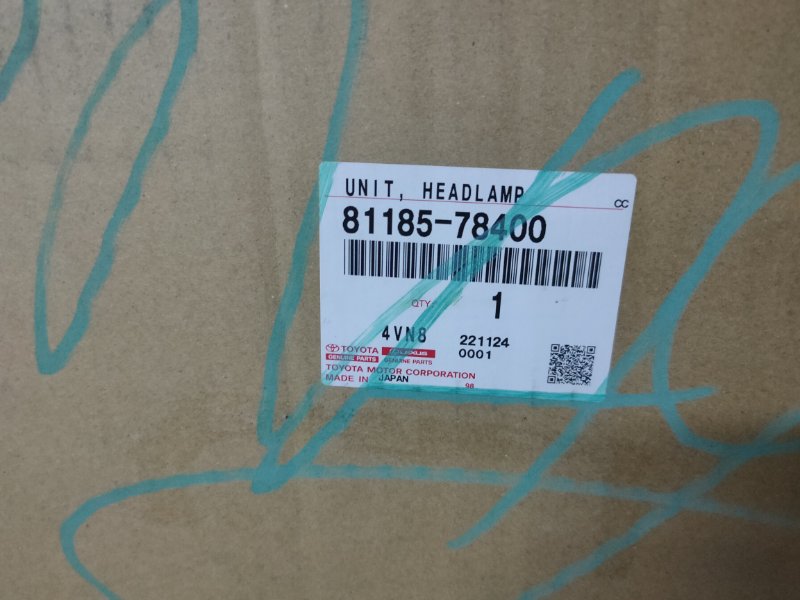 UNIT, HEADLAMP
CC
81185-78400
QTY. 1
4VN8 221124
0001
TOYOTA LEXUS
GENUINE PARTS GENUINE PARTS
TOYOTA MOTOR CORPORATION
MADE IN JAPAN
98